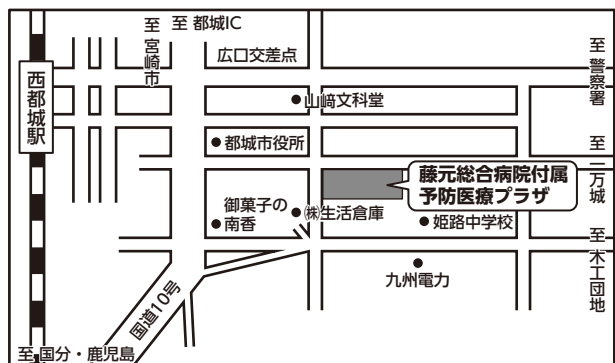 至 都城IC
至 宮崎市
広口交差点
至 警察署
西都城駅
山﨑文科堂
都城市役所
至 一万城
藤元総合病院付属
予防医療プラザ
御菓子の
南香
㈱生活倉庫
姫路中学校
至 木工団地
九州電力
国道10号
至 国分・鹿児島